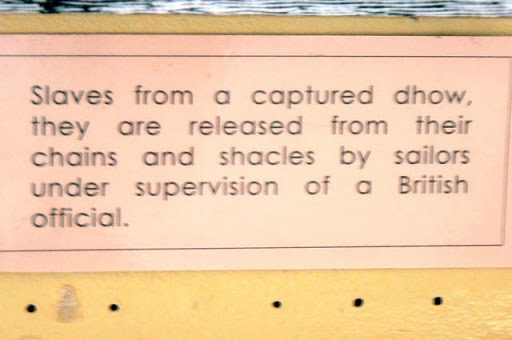 Slaves from a captured dhow,
they are released from their
chains and shacles by sailors
under supervision of a British
official.